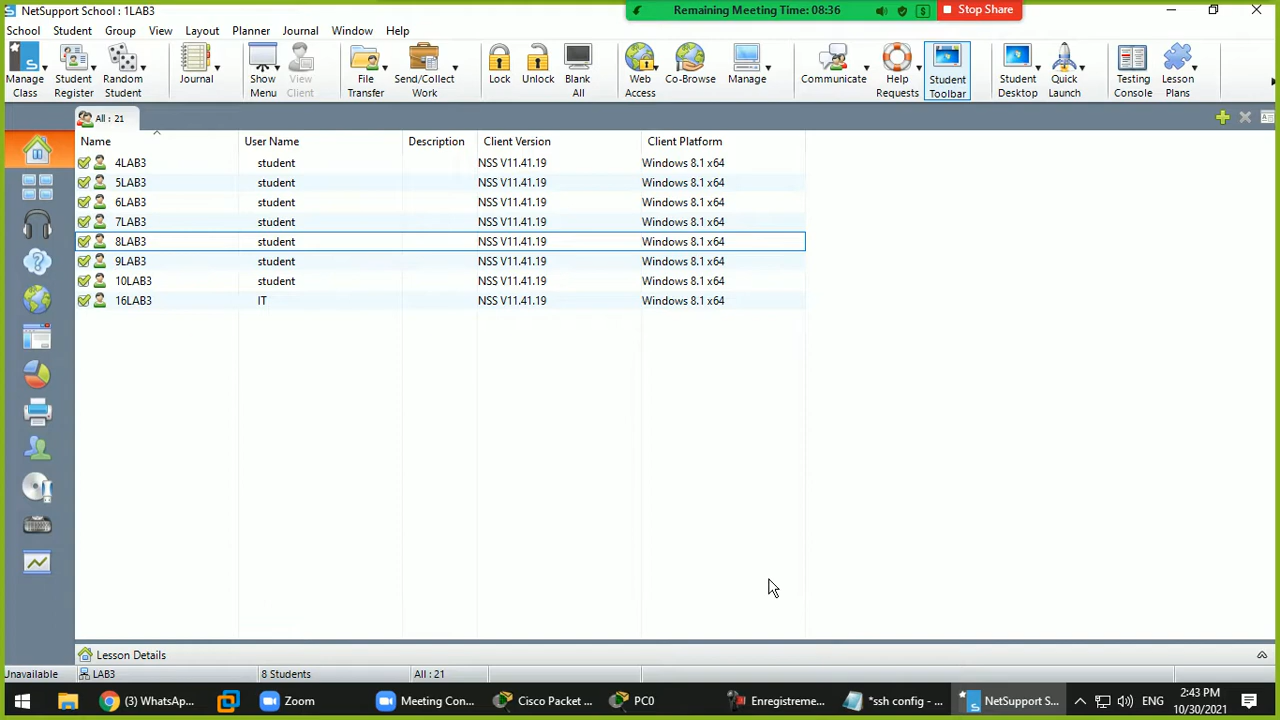 NetSupport School : 1LAB3
Remaining Meeting Time: 08:36
Stop Share
School Student Group View Layout Planner Journal Window Help
Manage Class
Student Register
Random Student
Journal
Show Menu
View Client
File Transfer
Send/Collect Work
Lock
Unlock
Blank All
Web Access
Co-Browse
Manage
Communicate
Help Requests
Student Toolbar
Student Desktop
Quick Launch
Testing Console
Lesson Plans
All : 21
Name User Name Description Client Version Client Platform
4LAB3 student NSS V11.41.19 Windows 8.1 x64
5LAB3 student NSS V11.41.19 Windows 8.1 x64
6LAB3 student NSS V11.41.19 Windows 8.1 x64
7LAB3 student NSS V11.41.19 Windows 8.1 x64
8LAB3 student NSS V11.41.19 Windows 8.1 x64
9LAB3 student NSS V11.41.19 Windows 8.1 x64
10LAB3 student NSS V11.41.19 Windows 8.1 x64
16LAB3 IT NSS V11.41.19 Windows 8.1 x64
Lesson Details
Unavailable LAB3 8 Students All : 21
(3) WhatsAp... Zoom Meeting Con... Cisco Packet ... PC0 Enregistreme... *ssh config - ... NetSupport S... ENG 2:43 PM
10/30/2021